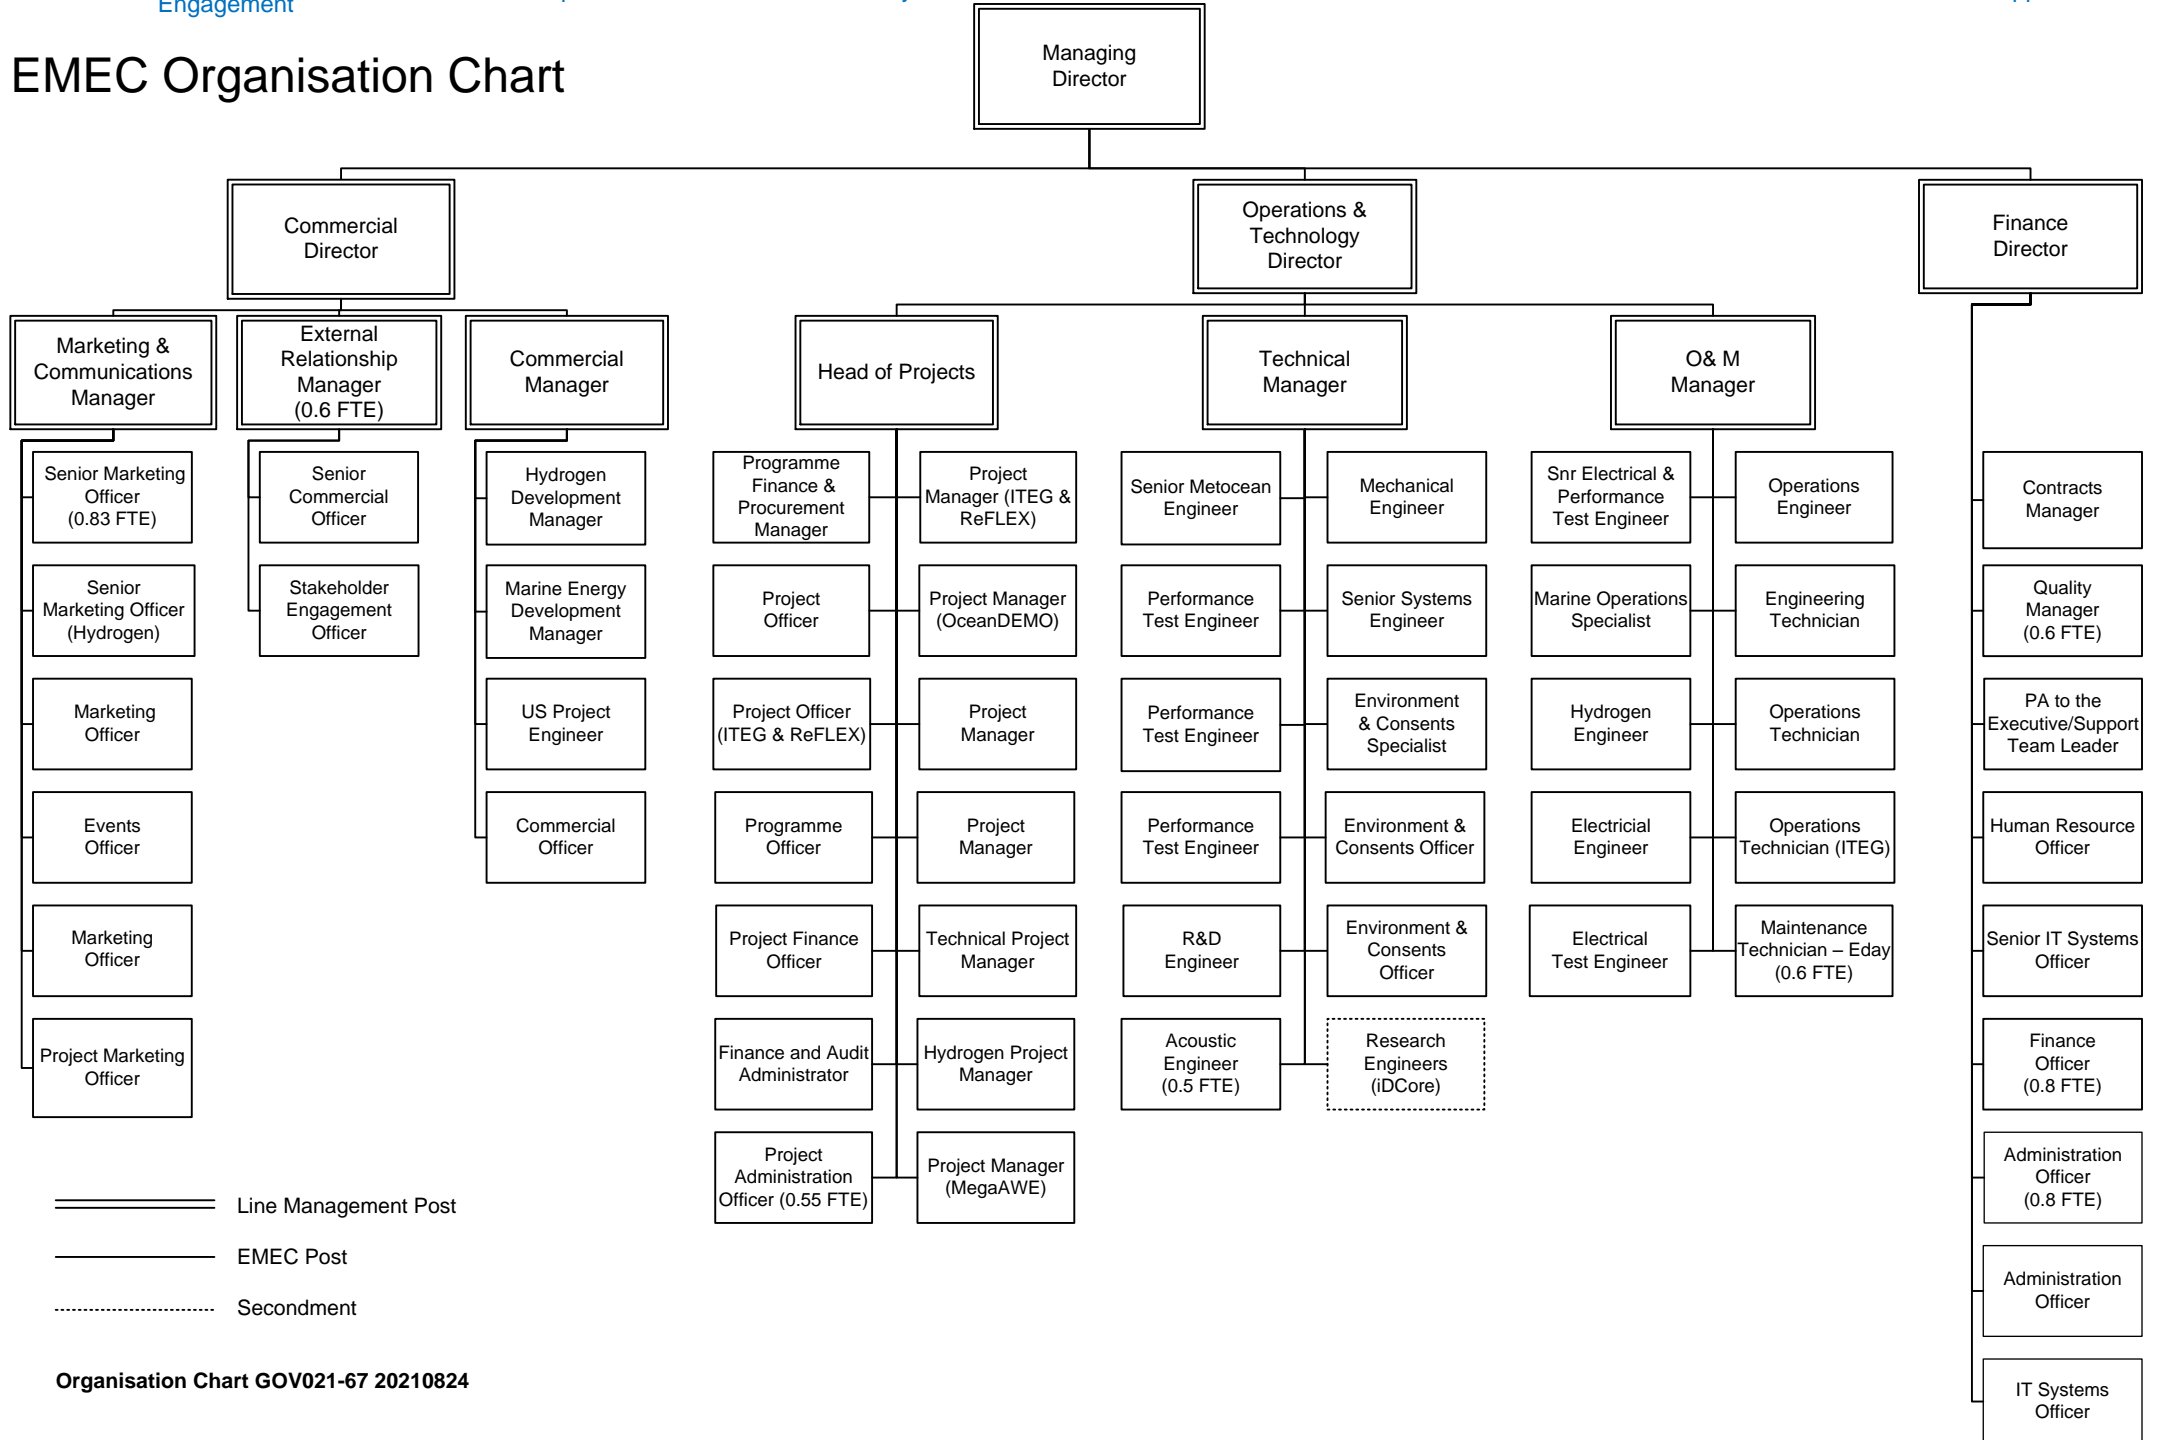 Engagement
EMEC Organisation Chart
Managing
Director
Commercial
Director
Operations &
Technology
Director
Finance
Director
Marketing &
Communications
Manager
External
Relationship
Manager
(0.6 FTE)
Commercial
Manager
Head of Projects
Technical
Manager
O& M
Manager
Senior Marketing
Officer
(0.83 FTE)
Senior
Marketing Officer
(Hydrogen)
Marketing
Officer
Events
Officer
Marketing
Officer
Project Marketing
Officer
Senior
Commercial
Officer
Stakeholder
Engagement
Officer
Hydrogen
Development
Manager
Marine Energy
Development
Manager
US Project
Engineer
Commercial
Officer
Programme
Finance &
Procurement
Manager
Project
Officer
Project Officer
(ITEG & ReFLEX)
Programme
Officer
Project Finance
Officer
Finance and Audit
Administrator
Project
Administration
Officer (0.55 FTE)
Project
Manager (ITEG &
ReFLEX)
Project Manager
(OceanDEMO)
Project
Manager
Project
Manager
Technical Project
Manager
Hydrogen Project
Manager
Project Manager
(MegaAWE)
Senior Metocean
Engineer
Performance
Test Engineer
Performance
Test Engineer
Performance
Test Engineer
R&D
Engineer
Acoustic
Engineer
(0.5 FTE)
Mechanical
Engineer
Senior Systems
Engineer
Environment
& Consents
Specialist
Environment &
Consents Officer
Environment &
Consents
Officer
Research
Engineers
(iDCore)
Snr Electrical &
Performance
Test Engineer
Marine Operations
Specialist
Hydrogen
Engineer
Electricial
Engineer
Electrical
Test Engineer
Operations
Engineer
Engineering
Technician
Operations
Technician
Operations
Technician (ITEG)
Maintenance
Technician – Eday
(0.6 FTE)
Contracts
Manager
Quality
Manager
(0.6 FTE)
PA to the
Executive/Support
Team Leader
Human Resource
Officer
Senior IT Systems
Officer
Finance
Officer
(0.8 FTE)
Administration
Officer
(0.8 FTE)
Administration
Officer
IT Systems
Officer
Line Management Post
EMEC Post
Secondment
Organisation Chart GOV021-67 20210824